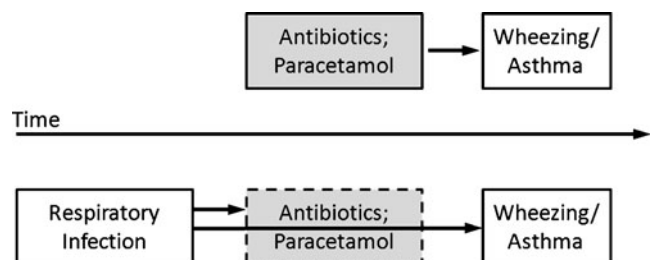 Antibiotics;
Paracetamol
Wheezing/
Asthma
Time
Respiratory
Infection
Antibiotics;
Paracetamol
Wheezing/
Asthma